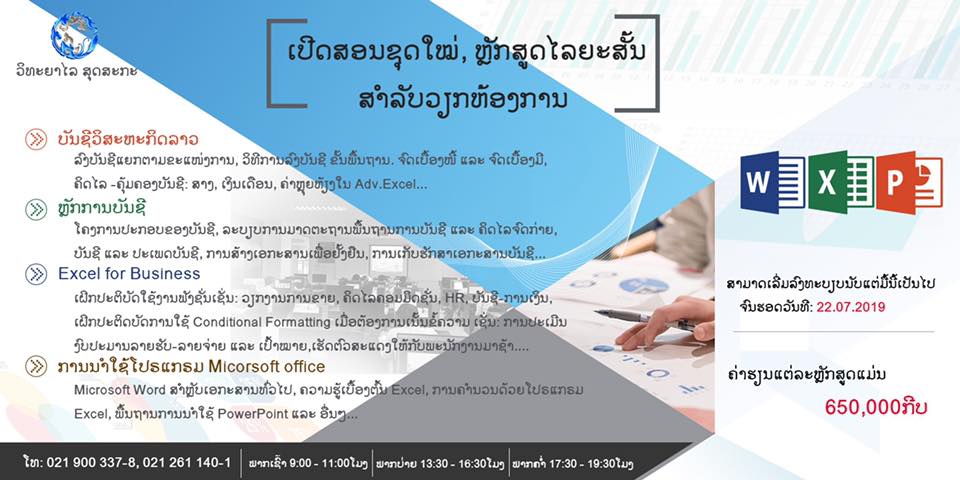 ວິທະຍາໄລ ສຸດສະກະ
ເປີດສອນຊຸດໃໝ່, ຫຼັກສູດໄລຍະສັ້ນ
ສຳລັບວຽກຫ້ອງການ
ບັນຊີວິສະຫະກິດລາວ
ລົງບັນຊີແຍກຕາມຂະແໜ່ງການ, ວິທີການລົງບັນຊີ ຂັ້ນພື້ນຖານ. ຈົດເບື້ອງໜີ້ ແລະ ຈົດເບື້ອງມີ,
ຄິດໄລ -ຄຸ້ມຄອງບັນຊີ: ສາງ, ເງິນເດືອນ, ຄ່າຫຼຸຍຫ້ຽງໃນ Adv.Excel...
ຫຼັກການບັນຊີ
ໂຄງການປະກອບຂອງບັນຊີ, ລະບຽບການມາດຕະຖານພື້ນຖານການບັນຊີ ແລະ ຄິດໄລ່ຈົດກ່າຍ,
ບັນຊີ ແລະ ປະເພດບັນຊີ, ການສ້າງເອກະສານເພື່ອຢັ້ງຢືນ, ການເກັບຮັກສາເອກະສານບັນຊີ...
Excel for Business
ເຝິກປະຕິບັດໃຊ້ງານຟັງຊັ່ນເຊັ່ນ: ວຽກງານການຂາຍ, ຄິດໄລ່ຄອມມິດຊັ່ນ, HR, ບັນຊີ-ການເງິນ,
ເຝິກປະຕິດບັດການໃຊ້ Conditional Formatting ເມື່ອຕ້ອງການເນັ້ນຂໍ້ຄວາມ ເຊັ່ນ: ການປະເມີນ
ງົບປະມານລາຍຮັບ-ລາຍຈ່າຍ ແລະ ເປົ້າໝາຍ,ເຮັດຕົວສະແດງໃຫ້ກັບພະນັກງານມາຊ້າ....
ການນຳໃຊ້ໂປຣແກຣມ Micorsoft office
Microsoft Word ສຳຫຼັບເອກະສານທົ່ວໄປ, ຄວາມຮູ້ເບື້ອງຕົ້ນ Excel, ການຄຳນວນດ້ວຍໂປຣແກຣມ
Excel, ພື້ນຖານການນຳໃຊ້ PowerPoint ແລະ ອື່ນໆ...
W X P
ສາມາດເລີ່ມລົງທະບຽບນັບແຕ່ມື້ນີ້ເປັນໄປ
ຈົນຮອດວັນທີ: 22.07.2019
ຄ່າຮຽນແຕ່ລະຫຼັກສູດແມ່ນ
650,000ກີບ
ໂທ: 021 900 337-8, 021 261 140-1
ພາກເຊົ້າ 9:00 - 11:00ໂມງ
ພາກບ່າຍ 13:30 - 16:30ໂມງ
ພາກຄ່ຳ 17:30 - 19:30ໂມງ